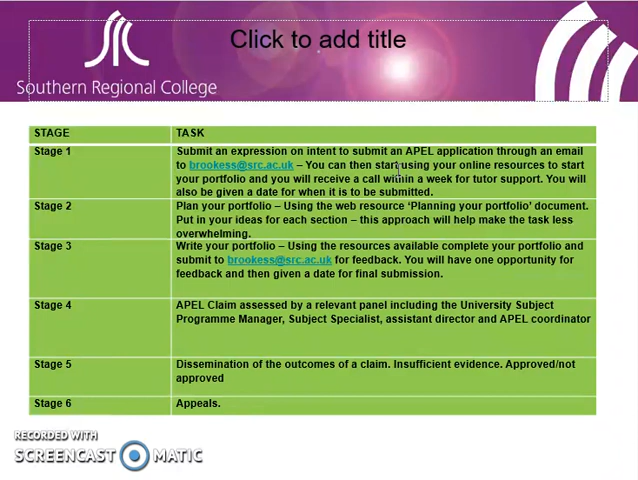 Click to add title
Southern Regional College
STAGE TASK
Stage 1 Submit an expression on intent to submit an APEL application through an email
to brookess@src.ac.uk – You can then start using your online resources to start
your portfolio and you will receive a call within a week for tutor support. You will
also be given a date for when it is to be submitted.
Stage 2 Plan your portfolio – Using the web resource ‘Planning your portfolio’ document.
Put in your ideas for each section – this approach will help make the task less
overwhelming.
Stage 3 Write your portfolio – Using the resources available complete your portfolio and
submit to brookess@src.ac.uk for feedback. You will have one opportunity for
feedback and then given a date for final submission.
Stage 4 APEL Claim assessed by a relevant panel including the University Subject
Programme Manager, Subject Specialist, assistant director and APEL coordinator
Stage 5 Dissemination of the outcomes of a claim. Insufficient evidence. Approved/not
approved
Stage 6 Appeals.
RECORDED WITH
SCREENCAST MATIC